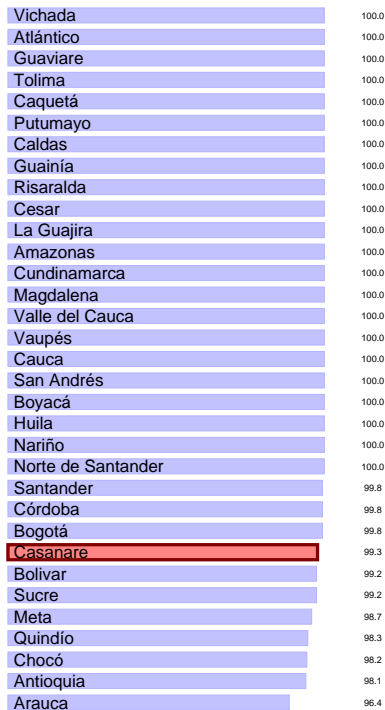 Vichada 100.0
Atlántico 100.0
Guaviare 100.0
Tolima 100.0
Caquetá 100.0
Putumayo 100.0
Caldas 100.0
Guainía 100.0
Risaralda 100.0
Cesar 100.0
La Guajira 100.0
Amazonas 100.0
Cundinamarca 100.0
Magdalena 100.0
Valle del Cauca 100.0
Vaupés 100.0
Cauca 100.0
San Andrés 100.0
Boyacá 100.0
Huila 100.0
Nariño 100.0
Norte de Santander 100.0
Santander 99.8
Córdoba 99.8
Bogotá 99.8
Casanare 99.3
Bolivar 99.2
Sucre 99.2
Meta 98.7
Quindío 98.3
Chocó 98.2
Antioquia 98.1
Arauca 96.4